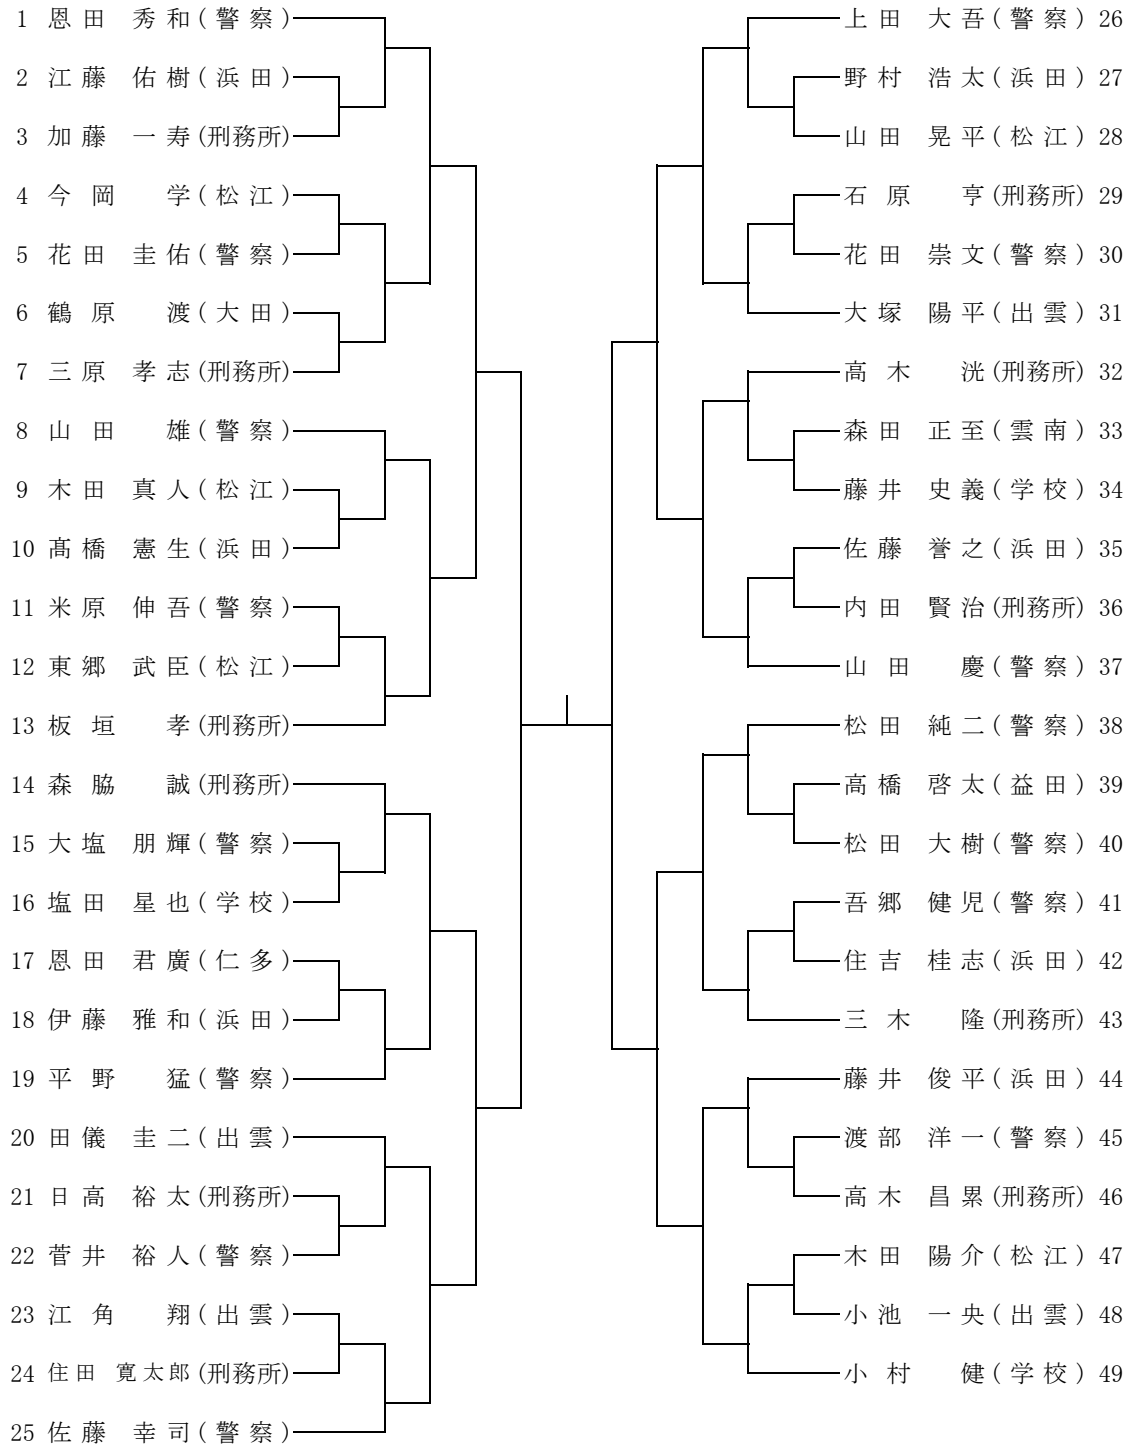 1 恩田 秀和(警察)
2 江藤 佑樹(浜田)
3 加藤 一寿(刑務所)
4 今岡 学(松江)
5 花田 圭佑(警察)
6 鶴原 渡(大田)
7 三原 孝志(刑務所)
8 山田 雄(警察)
9 木田 真人(松江)
10 髙橋 憲生(浜田)
11 米原 伸吾(警察)
12 東郷 武臣(松江)
13 板垣 孝(刑務所)
14 森脇 誠(刑務所)
15 大塩 朋輝(警察)
16 塩田 星也(学校)
17 恩田 君廣(仁多)
18 伊藤 雅和(浜田)
19 平野 猛(警察)
20 田儀 圭二(出雲)
21 日高 裕太(刑務所)
22 菅井 裕人(警察)
23 江角 翔(出雲)
24 住田 寛太郎(刑務所)
25 佐藤 幸司(警察)
上田 大吾(警察) 26
野村 浩太(浜田) 27
山田 晃平(松江) 28
石原 亨(刑務所) 29
花田 崇文(警察) 30
大塚 陽平(出雲) 31
高木 洸(刑務所) 32
森田 正至(雲南) 33
藤井 史義(学校) 34
佐藤 誉之(浜田) 35
内田 賢治(刑務所) 36
山田 慶(警察) 37
松田 純二(警察) 38
高橋 啓太(益田) 39
松田 大樹(警察) 40
吾郷 健児(警察) 41
住吉 桂志(浜田) 42
三木 隆(刑務所) 43
藤井 俊平(浜田) 44
渡部 洋一(警察) 45
高木 昌累(刑務所) 46
木田 陽介(松江) 47
小池 一央(出雲) 48
小村 健(学校) 49